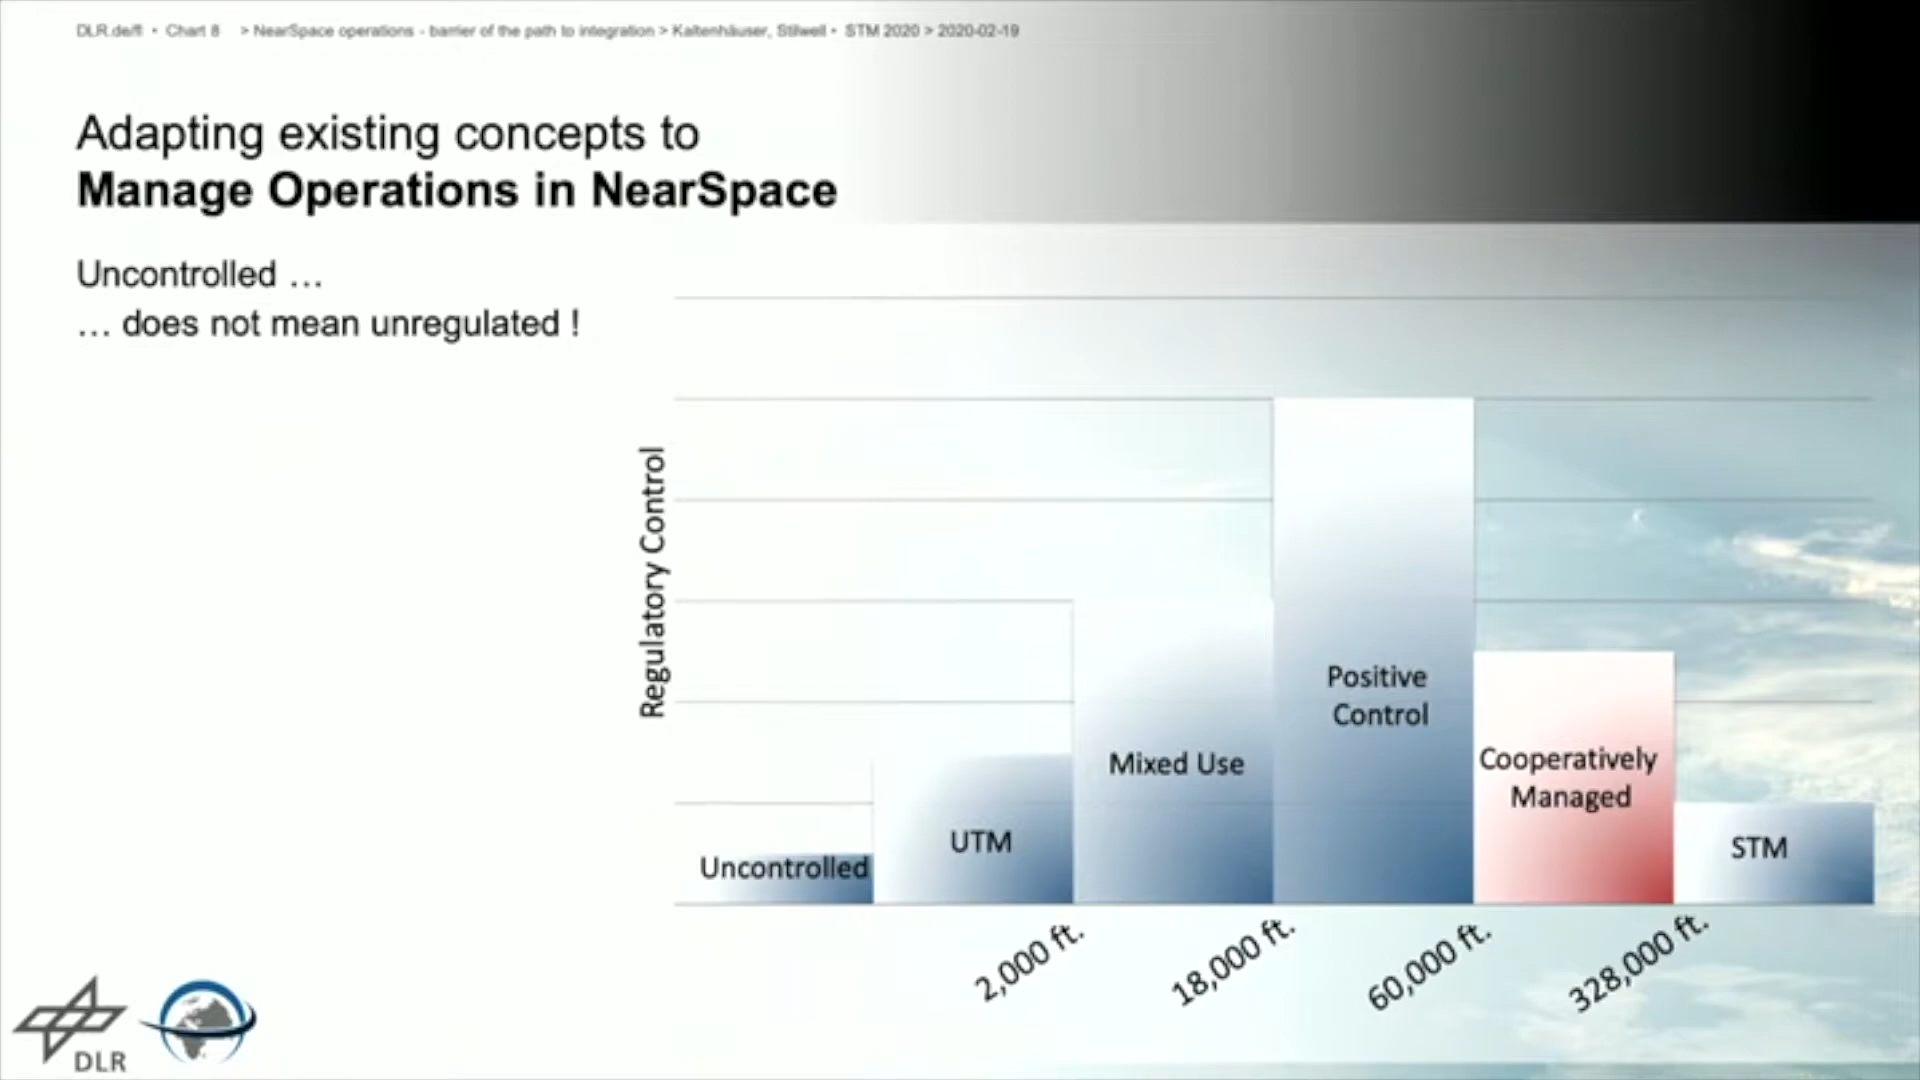 DLR.de/fl • Chart 8 > NearSpace operations - barrier of the path to integration > Kaltenhäuser, Stilwell • STM 2020 > 2020-02-19
Adapting existing concepts to
Manage Operations in NearSpace
Uncontrolled …
… does not mean unregulated !
Regulatory Control
Uncontrolled
UTM
Mixed Use
Positive
Control
Cooperatively
Managed
STM
2,000 ft.
18,000 ft.
60,000 ft.
328,000 ft.
DLR